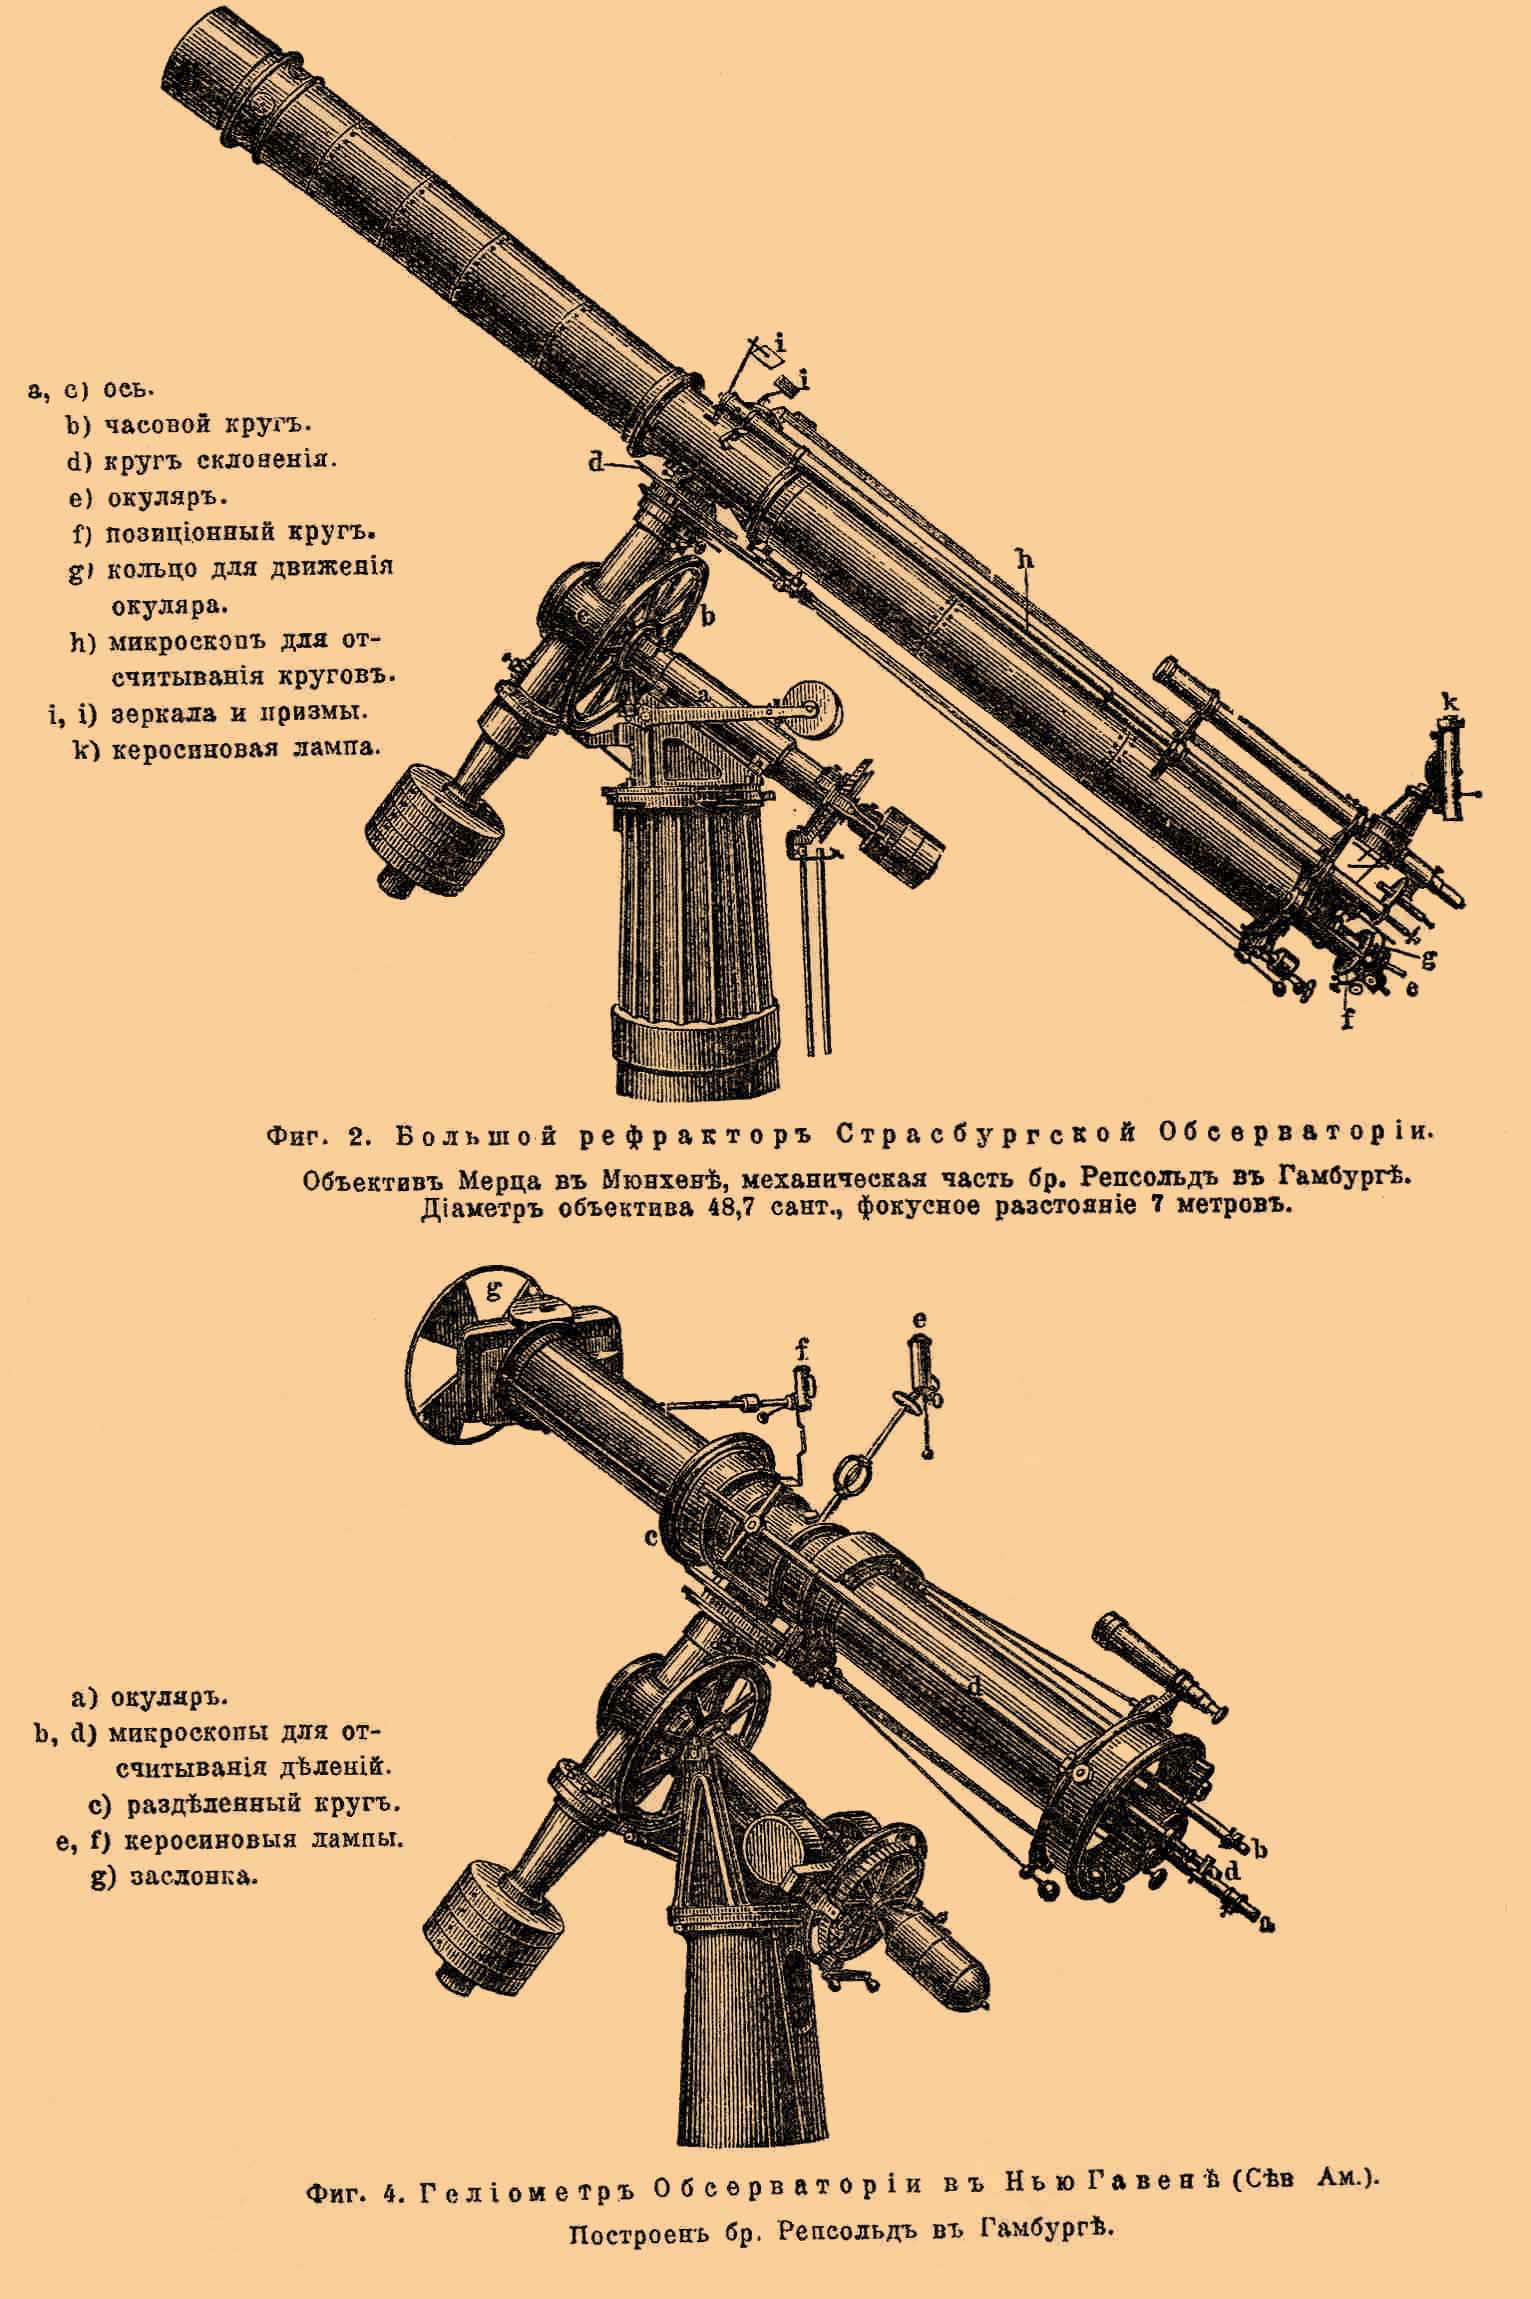 i
i
a, c) ось.
b) часовой кругъ.
d) кругъ склоненія.
e) окуляръ.
f) позиціонный кругъ.
g) кольцо для движенія
окуляра.
h) микроскопъ для от-
считыванія круговъ.
i, i) зеркала и призмы.
k) керосиновая лампа.
d
h
c
b
a
k
g
e
f
Фиг. 2. Большой рефракторъ Страсбургской Обсерваторіи.
Объективъ Мерца въ Мюнхенѣ, механическая часть бр. Репсольдъ въ Гамбургѣ.
Діаметръ объектива 48,7 сант., фокусное разстояніе 7 метровъ.
g
e
f
c
d
a) окуляръ.
b, d) микроскопы для от-
считыванія дѣленій.
c) раздѣленный кругъ.
e, f) керосиновыя лампы.
g) заслонка.
b
d
a
Фиг. 4. Геліометръ Обсерваторіи въ Нью Гавенѣ (Сѣв Ам.).
Построенъ бр. Репсольдъ въ Гамбургѣ.